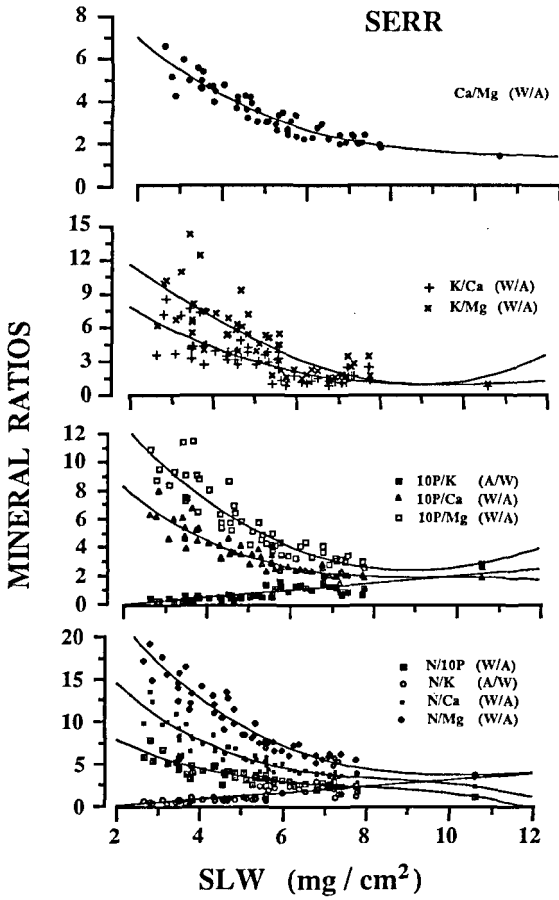 SERR
8
6
4
2
0
Ca/Mg (W/A)
15
12
9
6
3
0
+ K/Ca (W/A)
× K/Mg (W/A)
MINERAL RATIOS
12
10
8
6
4
2
0
■ 10P/K (A/W)
▲ 10P/Ca (W/A)
□ 10P/Mg (W/A)
20
15
10
5
0
■ N/10P (W/A)
○ N/K (A/W)
▪ N/Ca (W/A)
◆ N/Mg (W/A)
2 4 6 8 10 12
SLW (mg / cm²)